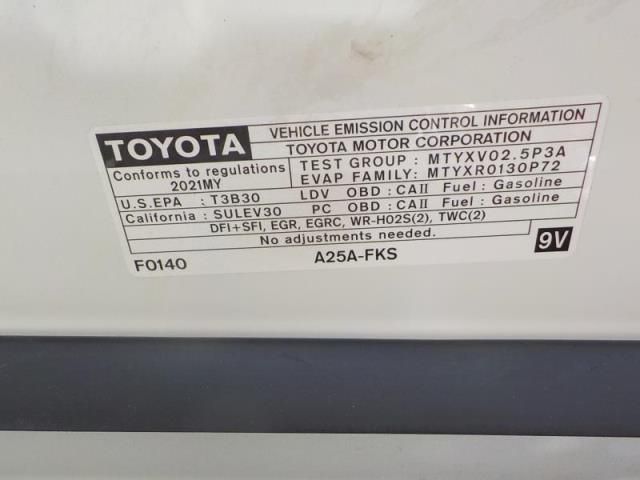 TOYOTA
VEHICLE EMISSION CONTROL INFORMATION
TOYOTA MOTOR CORPORATION
Conforms to regulations
2021MY
TEST GROUP : MTYXV02.5P3A
EVAP FAMILY: MTYXR0130P72
U.S.EPA : T3B30 LDV OBD : CAII Fuel : Gasoline
California : SULEV30 PC OBD : CAII Fuel : Gasoline
DFI+SFI, EGR, EGRC, WR-HO2S(2), TWC(2)
No adjustments needed.
F0140 A25A-FKS 9V